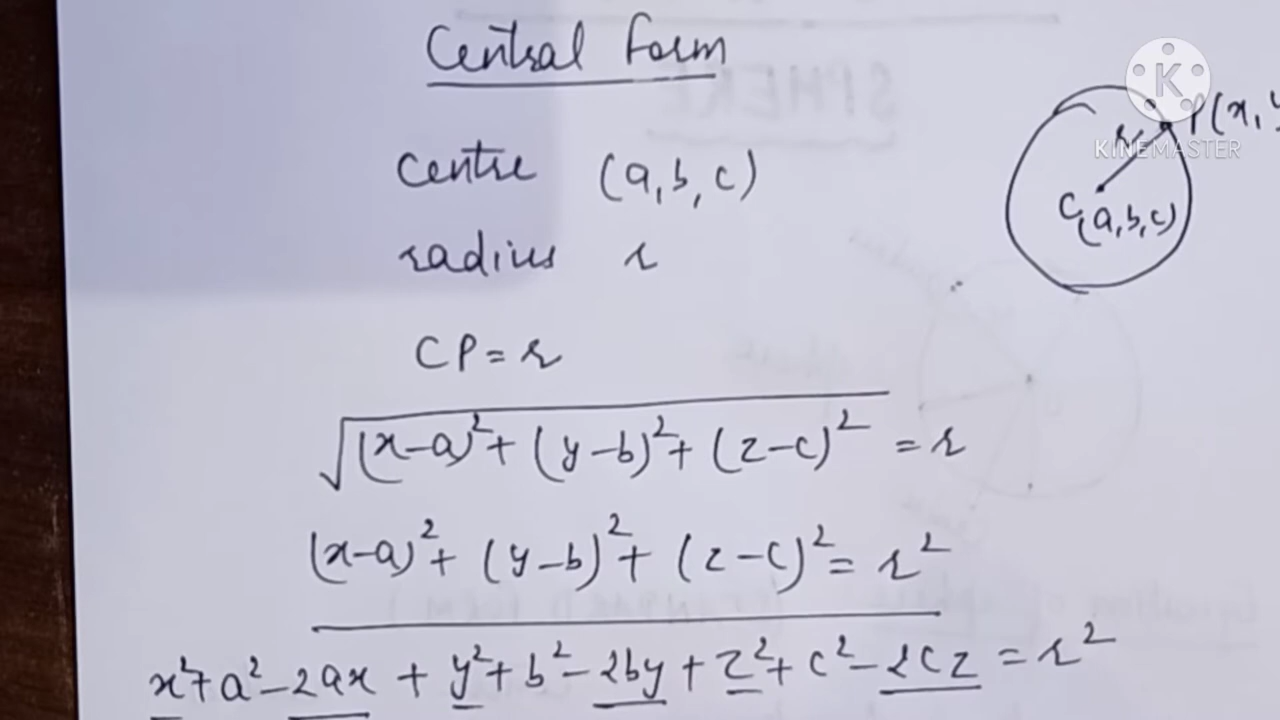 Central Form
K
KINEMASTER
P(x, y
r
C(a,b,c)
centre (a,b,c)
radius r
CP=r
√(x-a)²+(y-b)²+(z-c)² = r
(x-a)²+(y-b)²+(z-c)²=r²
x²+a²-2ax+y²+b²-2by+z²+c²-2cz=r²
SPHERE